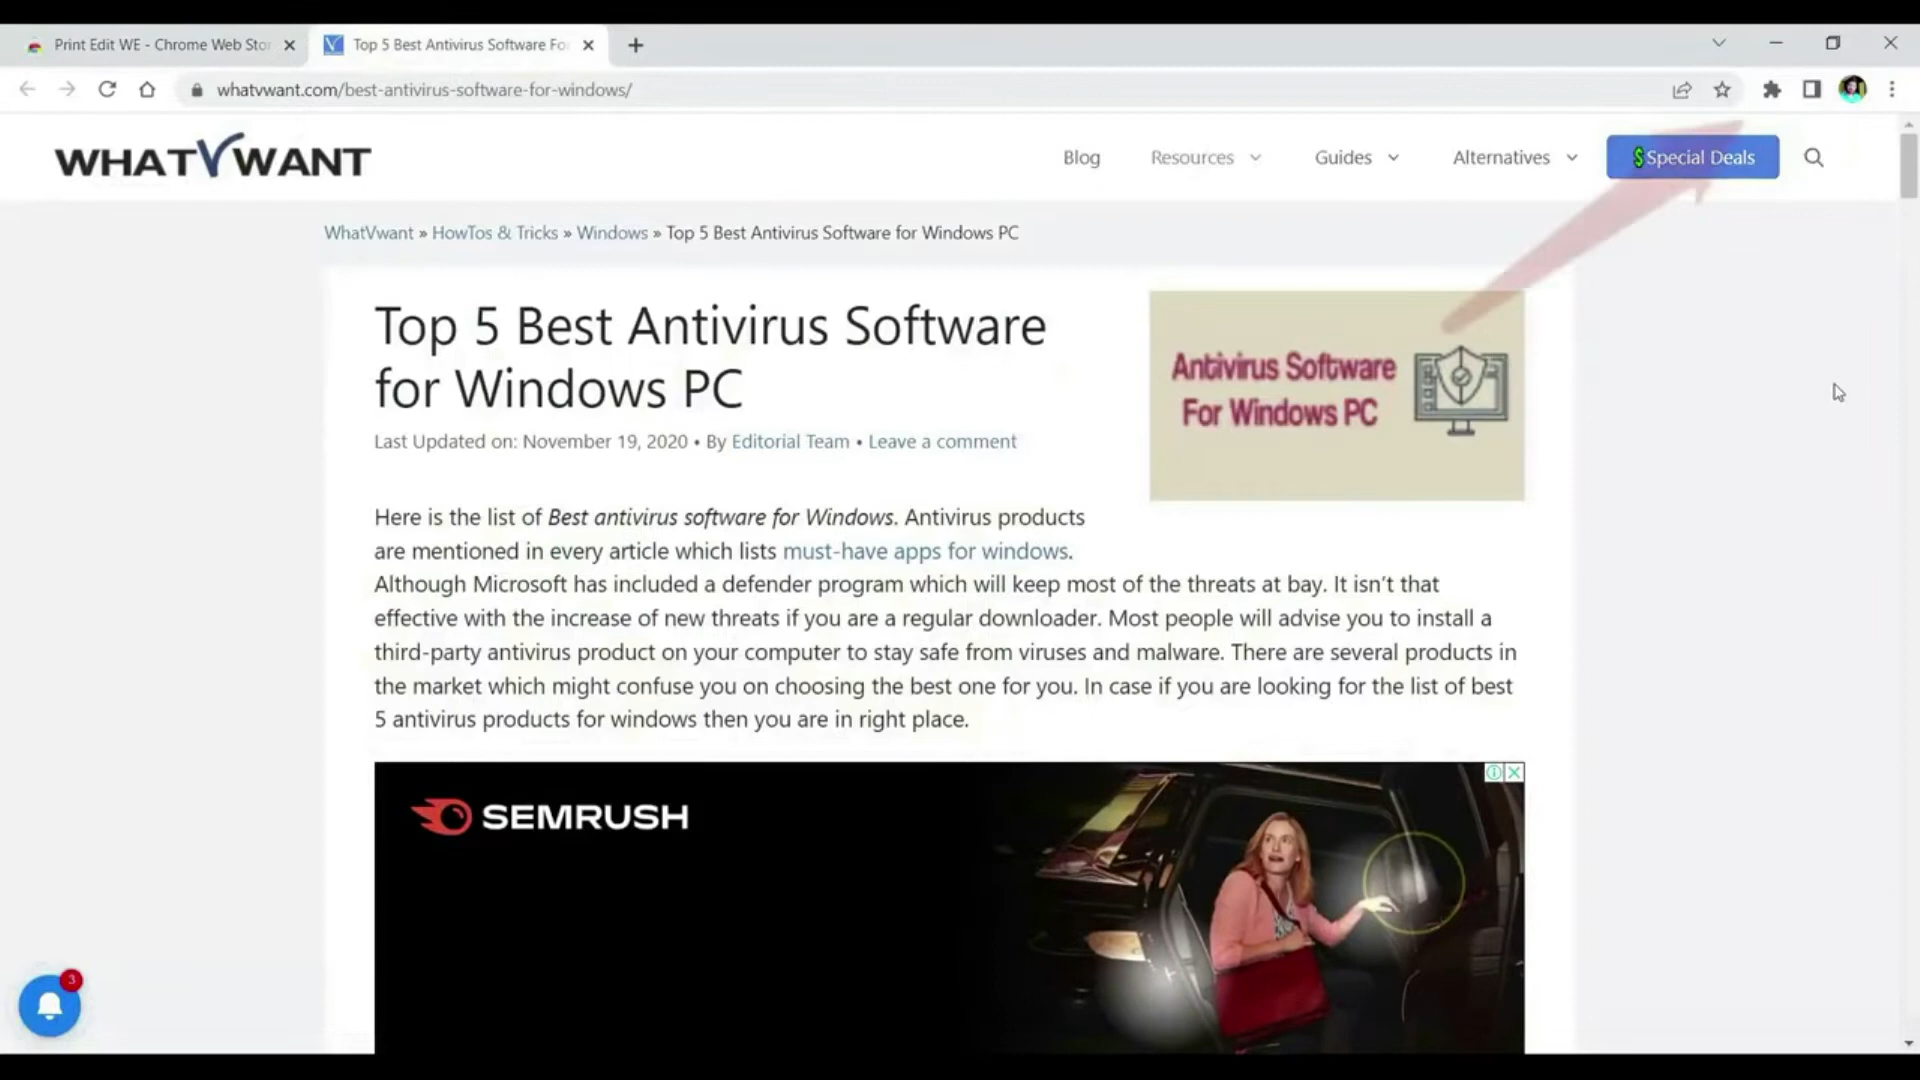 Print Edit WE - Chrome Web Stor
Top 5 Best Antivirus Software Fo
whatvwant.com/best-antivirus-software-for-windows/
WHATVWANT
Blog
Resources
Guides
Alternatives
$Special Deals
WhatVwant » HowTos & Tricks » Windows » Top 5 Best Antivirus Software for Windows PC
Top 5 Best Antivirus Software
for Windows PC
Last Updated on: November 19, 2020 • By Editorial Team • Leave a comment
Antivirus Software
For Windows PC
Here is the list of Best antivirus software for Windows. Antivirus products
are mentioned in every article which lists must-have apps for windows.
Although Microsoft has included a defender program which will keep most of the threats at bay. It isn't that
effective with the increase of new threats if you are a regular downloader. Most people will advise you to install a
third-party antivirus product on your computer to stay safe from viruses and malware. There are several products in
the market which might confuse you on choosing the best one for you. In case if you are looking for the list of best
5 antivirus products for windows then you are in right place.
SEMRUSH
3